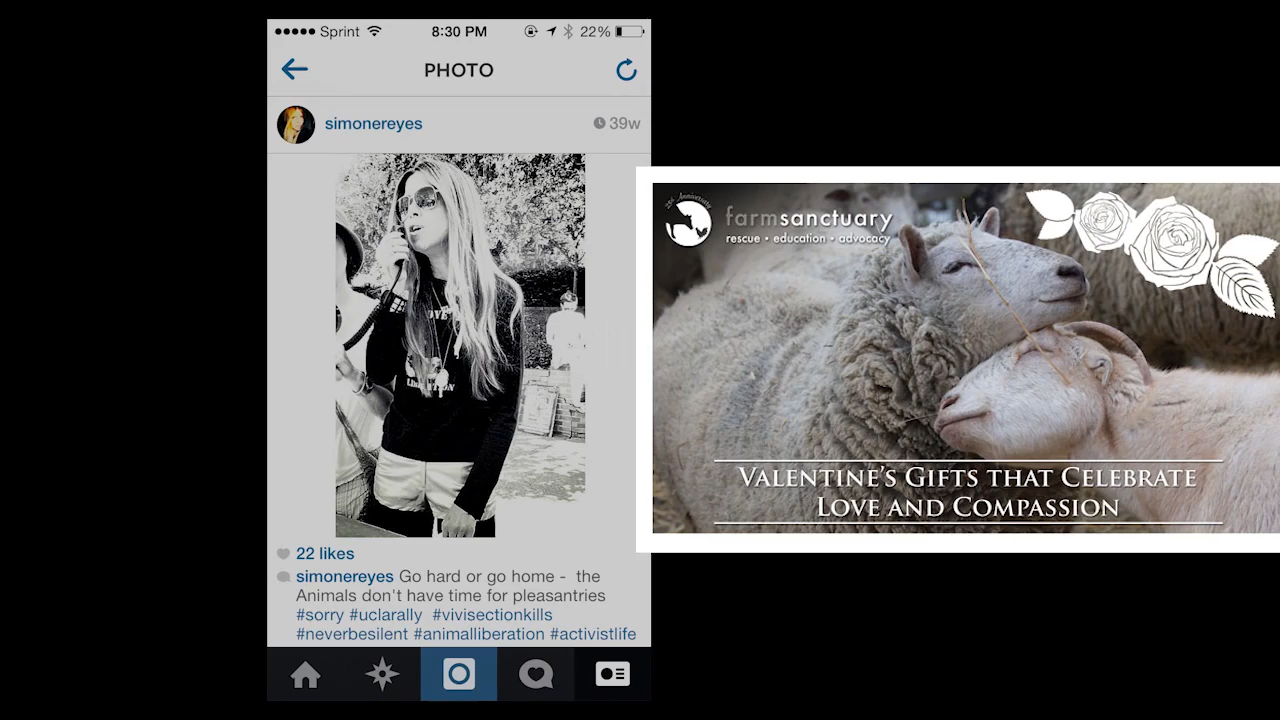 Sprint 8:30 PM 22%
PHOTO
simonereyes 39w
22 likes
simonereyes Go hard or go home - the
Animals don't have time for pleasantries
#sorry #uclarally #vivisectionkills
#neverbesilent #animalliberation #activistlife
25th Anniversary
farmsanctuary
rescue • education • advocacy
VALENTINE'S GIFTS THAT CELEBRATE
LOVE AND COMPASSION